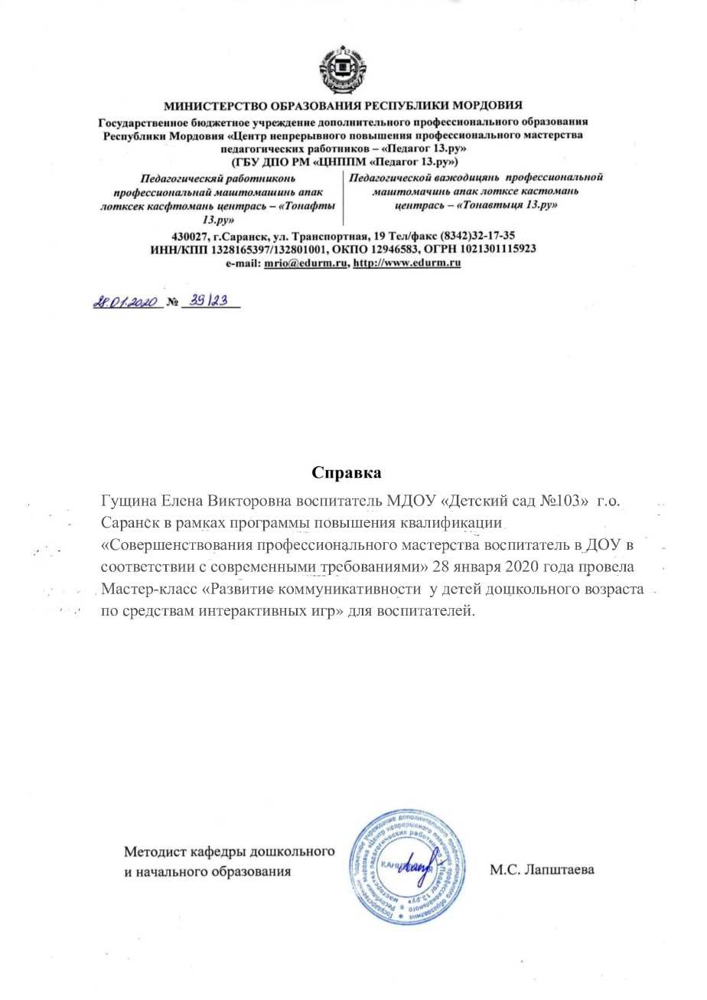 МИНИСТЕРСТВО ОБРАЗОВАНИЯ РЕСПУБЛИКИ МОРДОВИЯ
Государственное бюджетное учреждение дополнительного профессионального образования
Республики Мордовия «Центр непрерывного повышения профессионального мастерства
педагогических работников – «Педагог 13.ру»
(ГБУ ДПО РМ «ЦНППМ «Педагог 13.ру»)
Педагогическяй работниконь
профессиональнай маштомашинь апак
лотксек касфтомань центрась – «Тонафты
13.ру»
Педагогической важодицянь профессиональной
маштомачинь апак лотксе кастомань
центрась – «Тонавтыця 13.ру»
430027, г.Саранск, ул. Транспортная, 19 Тел/факс (8342)32-17-35
ИНН/КПП 1328165397/132801001, ОКПО 12946583, ОГРН 1021301115923
e-mail: mrio@edurm.ru, http://www.edurm.ru
28.01.2020 № 39/23
Справка
Гущина Елена Викторовна воспитатель МДОУ «Детский сад №103» г.о.
Саранск в рамках программы повышения квалификации
«Совершенствования профессионального мастерства воспитатель в ДОУ в
соответствии с современными требованиями» 28 января 2020 года провела
Мастер-класс «Развитие коммуникативности у детей дошкольного возраста
по средствам интерактивных игр» для воспитателей.
Методист кафедры дошкольного
и начального образования
М.С. Лапштаева